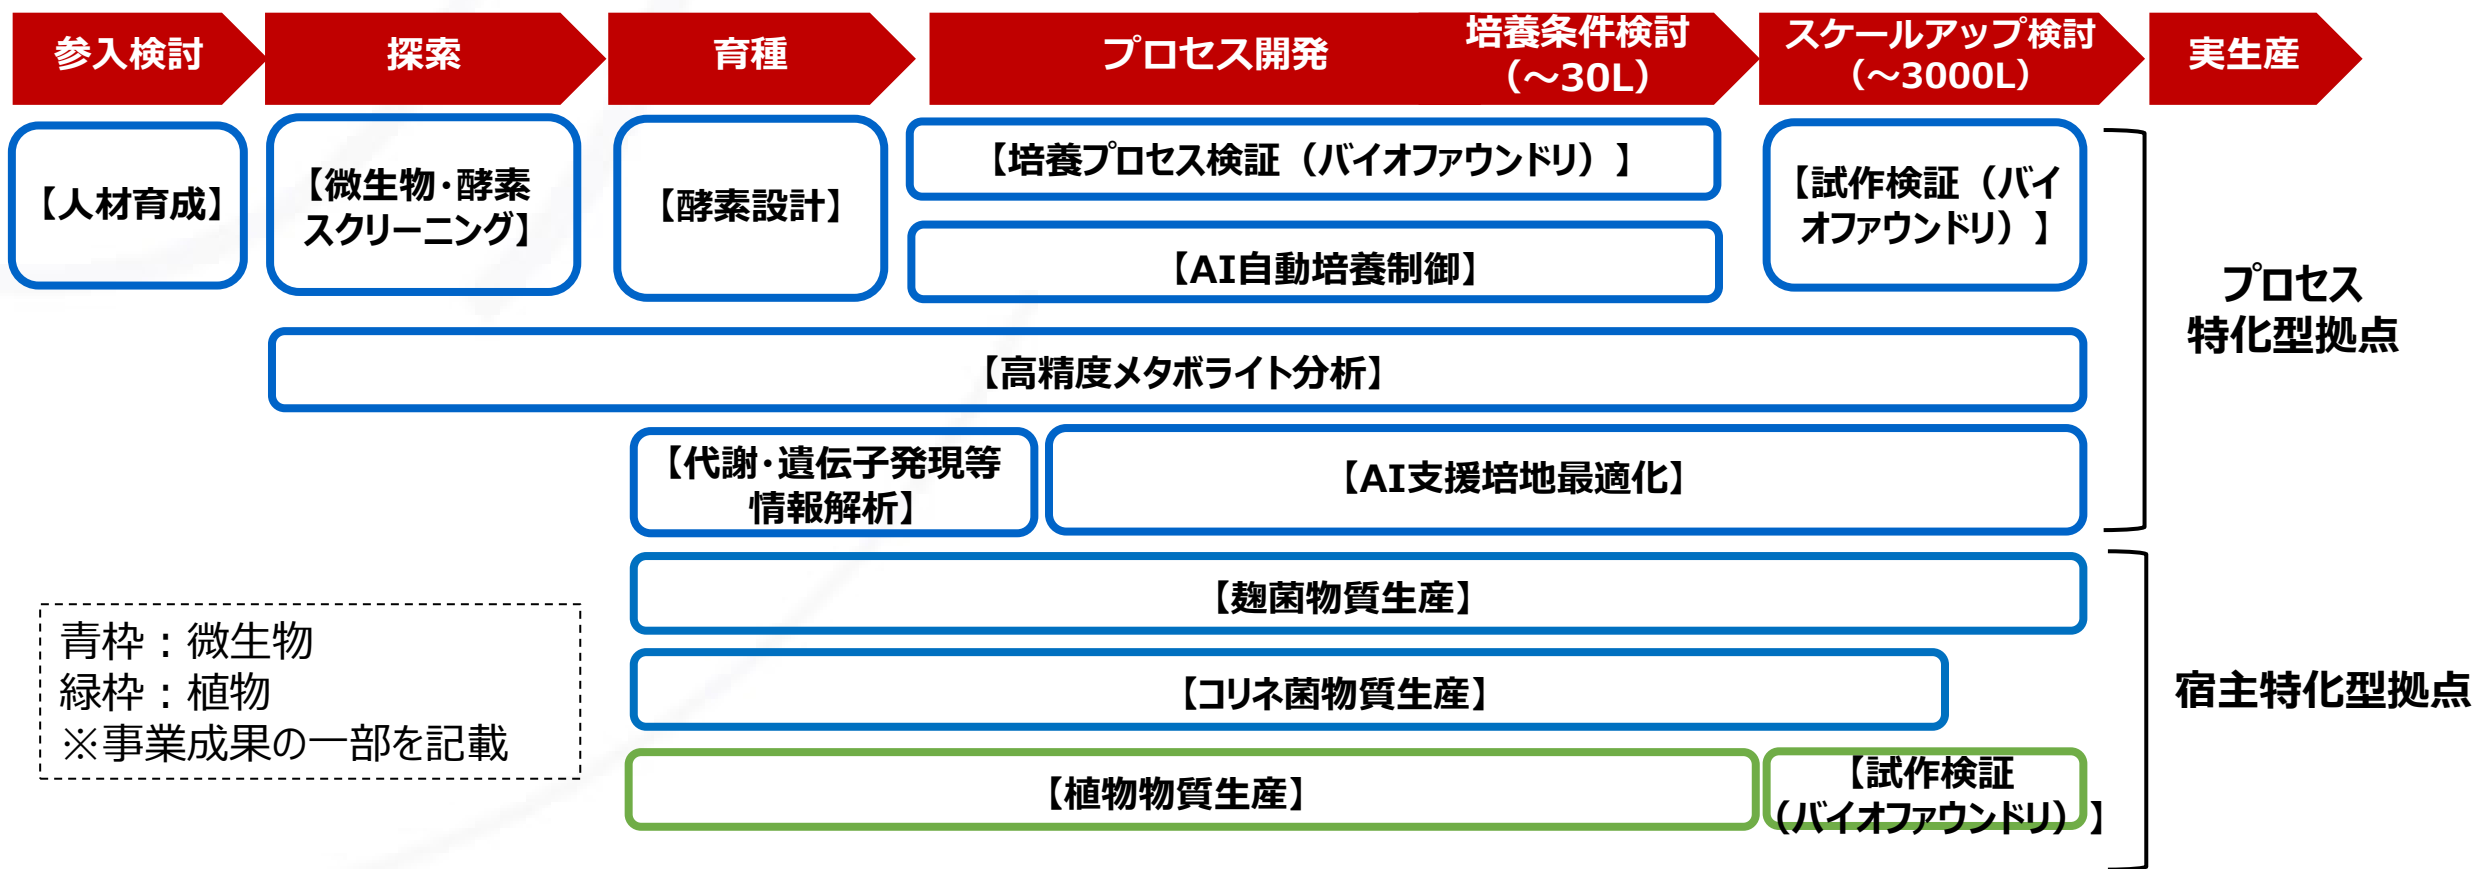 参入検討
探索
育種
プロセス開発
培養条件検討
（～30L）
スケールアップ検討
（～3000L）
実生産
【人材育成】
【微生物・酵素
スクリーニング】
【酵素設計】
【培養プロセス検証（バイオファウンドリ）】
【AI自動培養制御】
【試作検証（バイ
オファウンドリ）】
プロセス
特化型拠点
【高精度メタボライト分析】
【代謝・遺伝子発現等
情報解析】
【AI支援培地最適化】
【麹菌物質生産】
【コリネ菌物質生産】
【植物物質生産】
【試作検証
（バイオファウンドリ）】
宿主特化型拠点
青枠：微生物
緑枠：植物
※事業成果の一部を記載